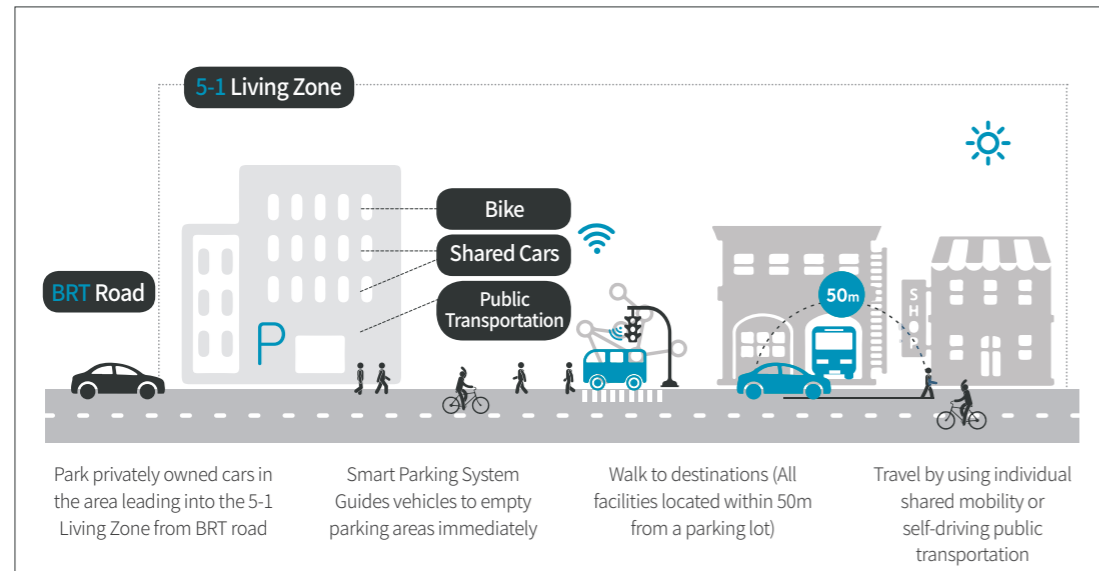 5-1 Living Zone
Bike
Shared Cars
Public
Transportation
BRT Road
P
50m
SHOP
Park privately owned cars in
the area leading into the 5-1
Living Zone from BRT road
Smart Parking System
Guides vehicles to empty
parking areas immediately
Walk to destinations (All
facilities located within 50m
from a parking lot)
Travel by using individual
shared mobility or
self-driving public
transportation